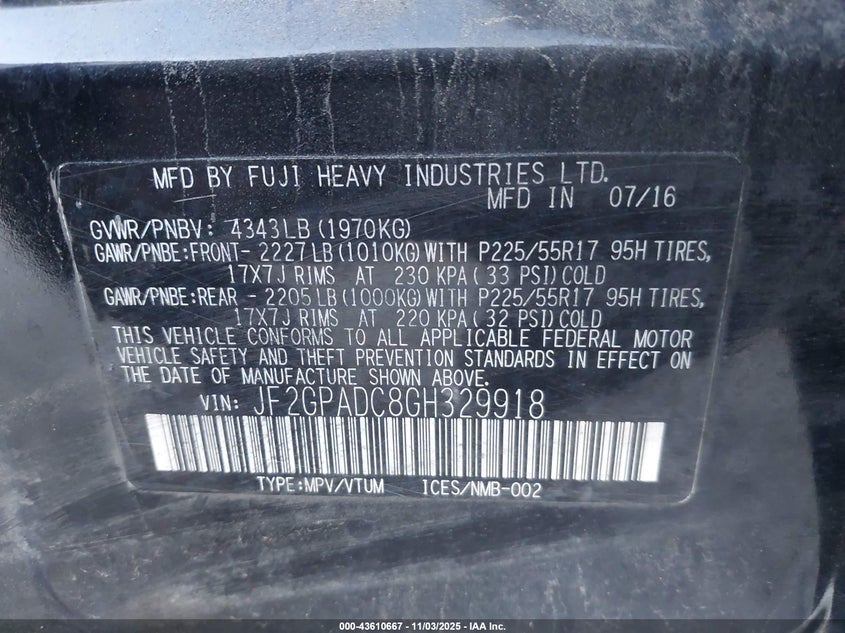 MFD BY FUJI HEAVY INDUSTRIES LTD.
MFD IN 07/16
GVWR/PNBV: 4343LB(1970KG)
GAWR/PNBE:FRONT- 2227LB(1010KG)WITH P225/55R17 95H TIRES,
17X7J RIMS AT 230 KPA(33 PSI)COLD
GAWR/PNBE:REAR - 2205LB(1000KG)WITH P225/55R17 95H TIRES,
17X7J RIMS AT 220 KPA(32 PSI)COLD
THIS VEHICLE CONFORMS TO ALL APPLICABLE FEDERAL MOTOR
VEHICLE SAFETY AND THEFT PREVENTION STANDARDS IN EFFECT ON
THE DATE OF MANUFACTURE SHOWN ABOVE.
VIN: JF2GPADC8GH329918
TYPE:MPV/VTUM ICES/NMB-002
000-43610667 - 11/03/2025 - IAA Inc.